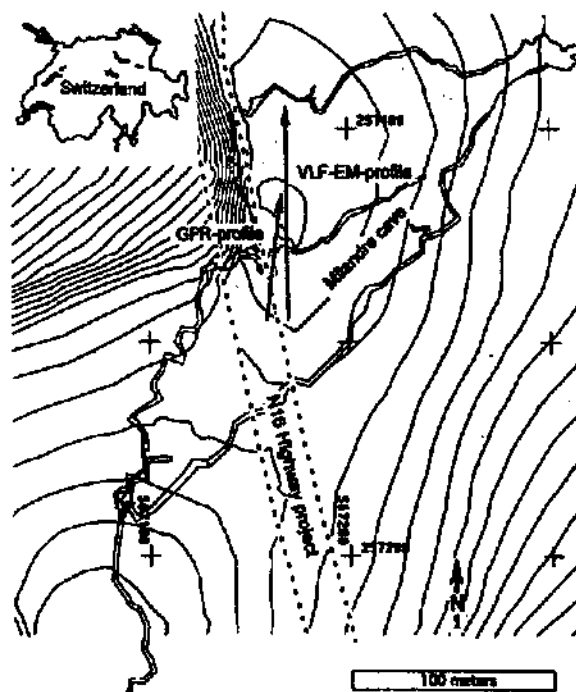 Switzerland
VLF-EM-profile
GPR-profile
Milandre cave
N16 Highway project
N
100 meters